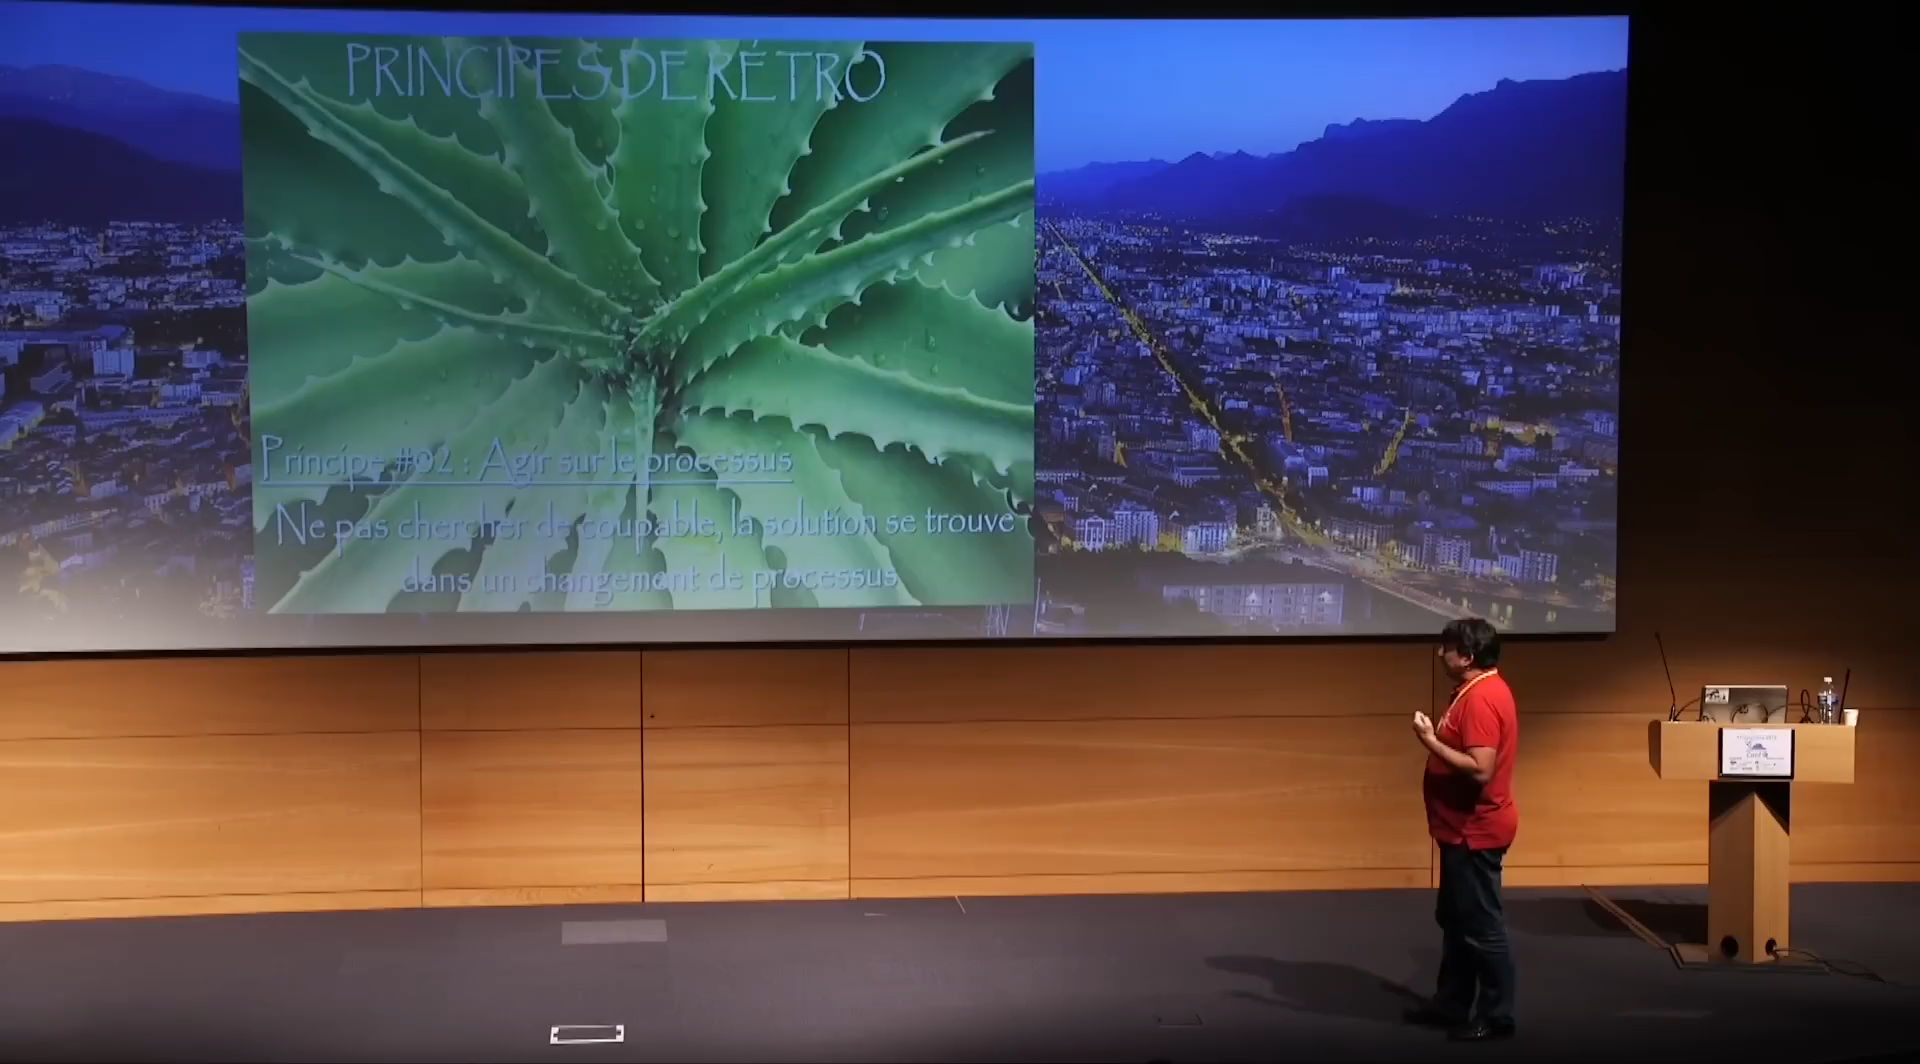 PRINCIPES DE RÉTRO
Principe #02 : Agir sur le processus
Ne pas chercher de coupable, la solution se trouve
dans un changement de processus